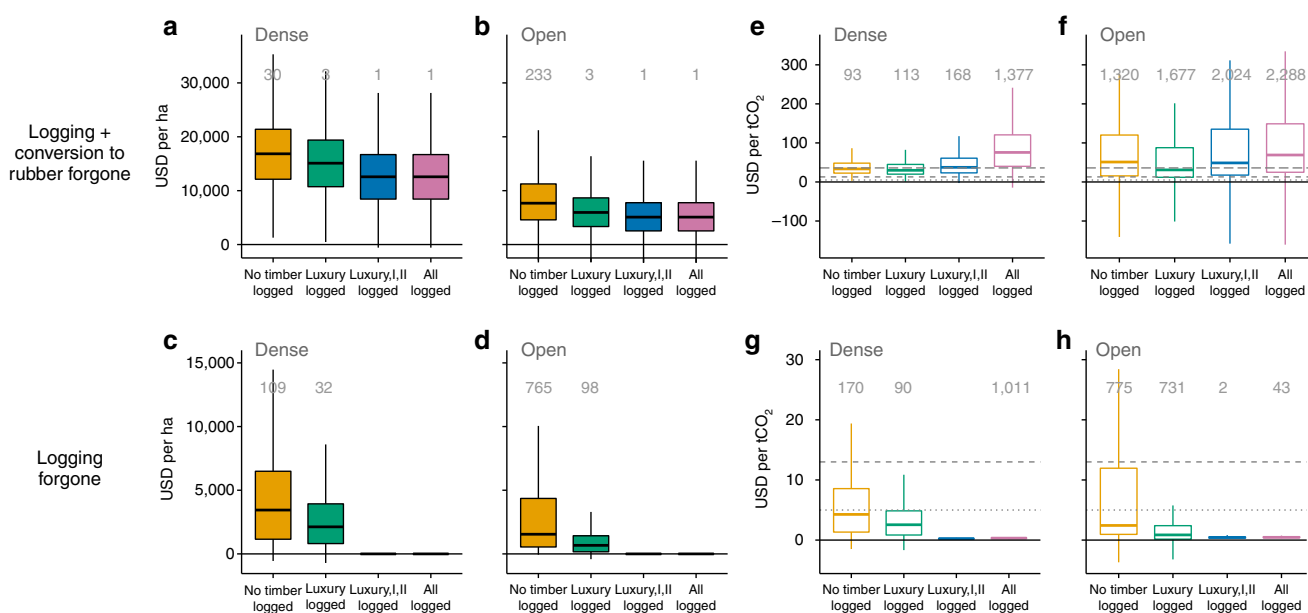 a
Dense
30 3 1 1
30,000
20,000
10,000
0
USD per ha
No timber logged
Luxury logged
Luxury,I,II logged
All logged
b
Open
233 3 1 1
No timber logged
Luxury logged
Luxury,I,II logged
All logged
e
Dense
93 113 168 1,377
300
200
100
0
−100
USD per tCO2
No timber logged
Luxury logged
Luxury,I,II logged
All logged
f
Open
1,320 1,677 2,024 2,288
No timber logged
Luxury logged
Luxury,I,II logged
All logged
Logging +
conversion to
rubber forgone
c
Dense
109 32
15,000
10,000
5,000
0
USD per ha
No timber logged
Luxury logged
Luxury,I,II logged
All logged
d
Open
765 98
No timber logged
Luxury logged
Luxury,I,II logged
All logged
g
Dense
170 90 1,011
30
20
10
0
USD per tCO2
No timber logged
Luxury logged
Luxury,I,II logged
All logged
h
Open
775 731 2 43
No timber logged
Luxury logged
Luxury,I,II logged
All logged
Logging
forgone